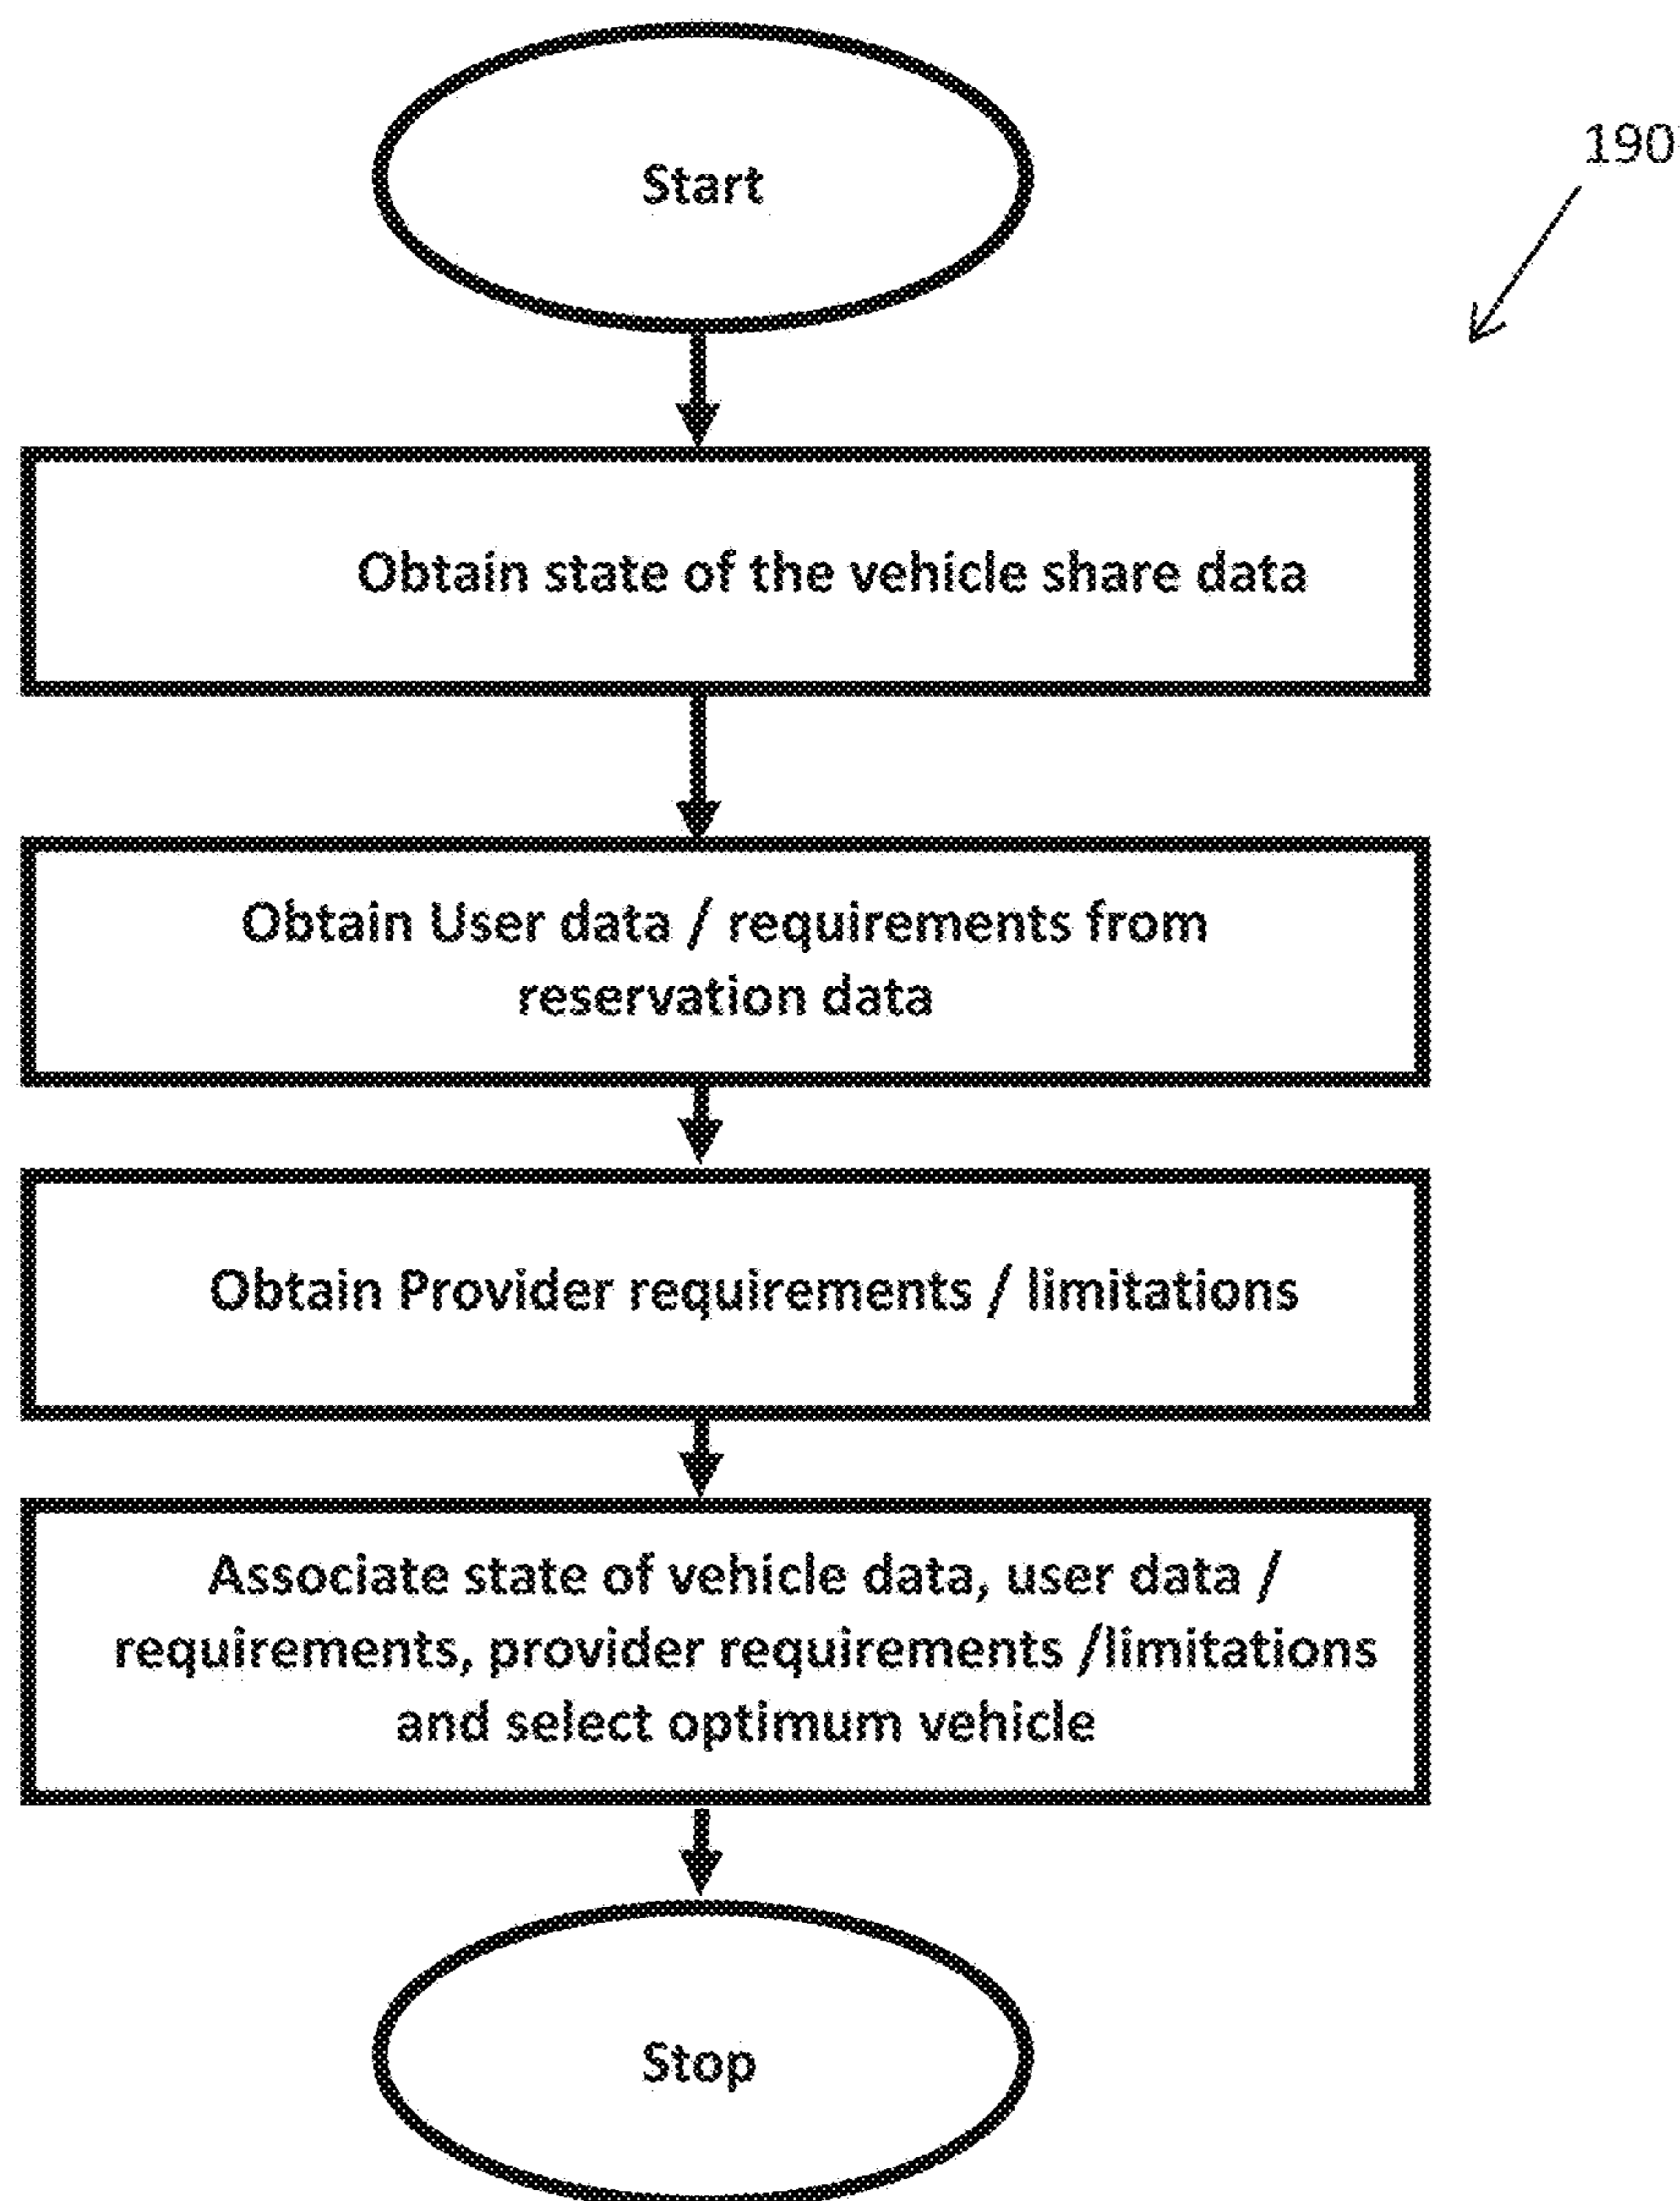 Start
190
Obtain state of the vehicle share data
Obtain User data / requirements from
reservation data
Obtain Provider requirements / limitations
Associate state of vehicle data, user data /
requirements, provider requirements /limitations
and select optimum vehicle
Stop